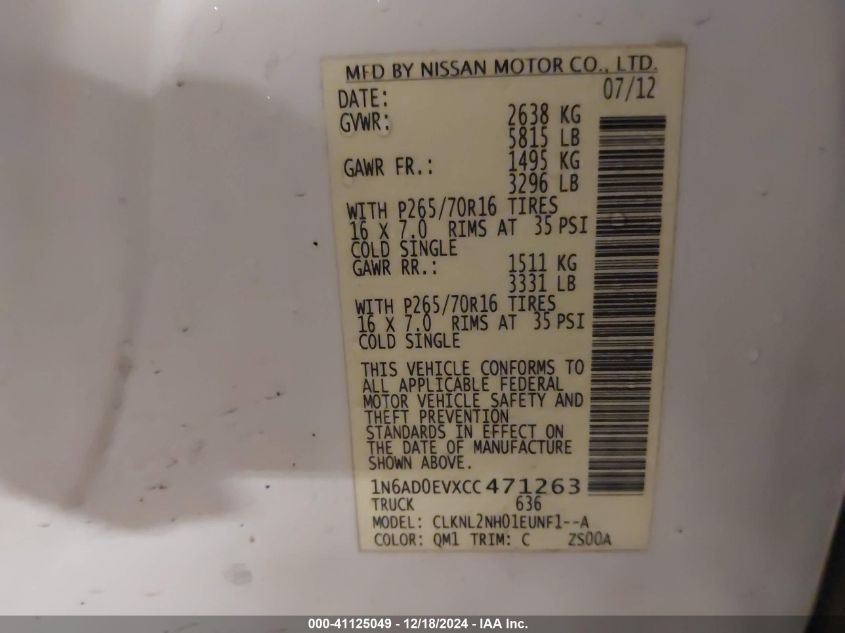 MFD BY NISSAN MOTOR CO., LTD.
DATE: 07/12
GVWR: 2638 KG
5815 LB
GAWR FR.: 1495 KG
3296 LB
WITH P265/70R16 TIRES
16 X 7.0 RIMS AT 35 PSI
COLD SINGLE
GAWR RR.: 1511 KG
3331 LB
WITH P265/70R16 TIRES
16 X 7.0 RIMS AT 35 PSI
COLD SINGLE
THIS VEHICLE CONFORMS TO
ALL APPLICABLE FEDERAL
MOTOR VEHICLE SAFETY AND
THEFT PREVENTION
STANDARDS IN EFFECT ON
THE DATE OF MANUFACTURE
SHOWN ABOVE.
1N6AD0EVXCC471263
TRUCK 636
MODEL: CLKNL2NH01EUNF1--A
COLOR: QM1 TRIM: C ZS00A
000-41125049 - 12/18/2024 - IAA Inc.